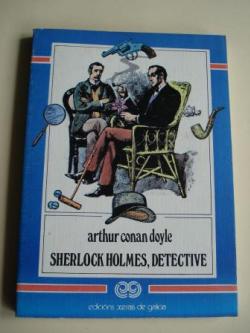 arthur conan doyle
SHERLOCK HOLMES, DETECTIVE
edicións xerais de galicia